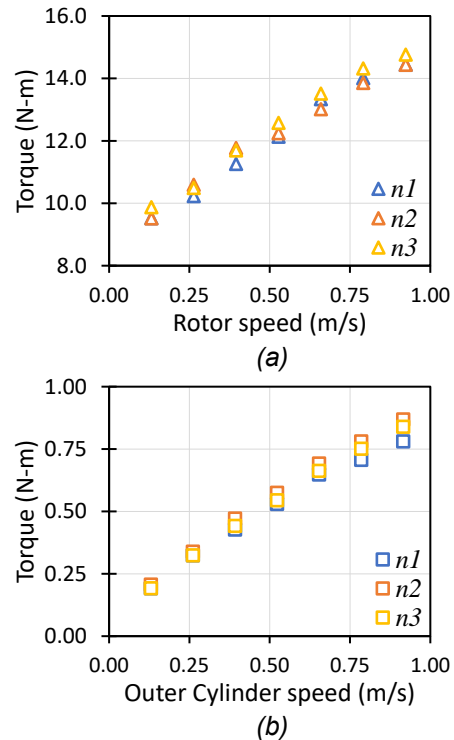 16.0
14.0
12.0
10.0
8.0
Torque (N-m)
n1
n2
n3
0.00 0.25 0.50 0.75 1.00
Rotor speed (m/s)
(a)
1.00
0.75
0.50
0.25
0.00
Torque (N-m)
n1
n2
n3
0.00 0.25 0.50 0.75 1.00
Outer Cylinder speed (m/s)
(b)